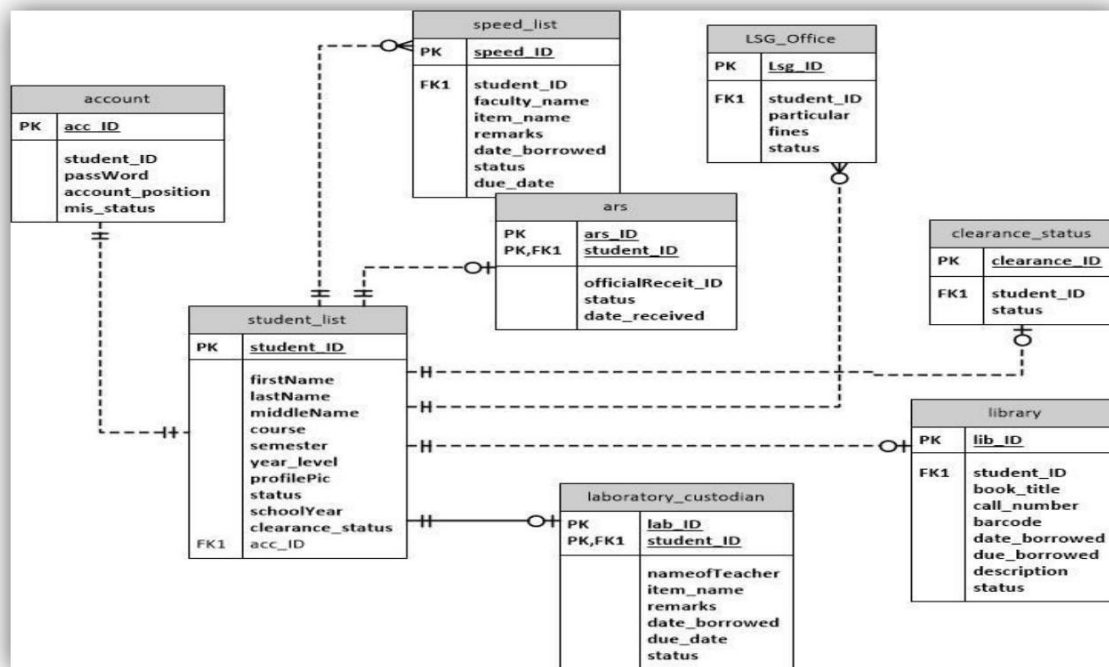 speed_list
PK speed_ID
FK1 student_ID
faculty_name
item_name
remarks
date_borrowed
status
due_date
LSG_Office
PK Lsg_ID
FK1 student_ID
particular
fines
status
account
PK acc_ID
student_ID
passWord
account_position
mis_status
ars
PK ars_ID
PK,FK1 student_ID
officialReceit_ID
status
date_received
clearance_status
PK clearance_ID
FK1 student_ID
status
student_list
PK student_ID
firstName
lastName
middleName
course
semester
year_level
profilePic
status
schoolYear
clearance_status
FK1 acc_ID
library
PK lib_ID
FK1 student_ID
book_title
call_number
barcode
date_borrowed
due_borrowed
description
status
laboratory_custodian
PK lab_ID
PK,FK1 student_ID
nameofTeacher
item_name
remarks
date_borrowed
due_date
status